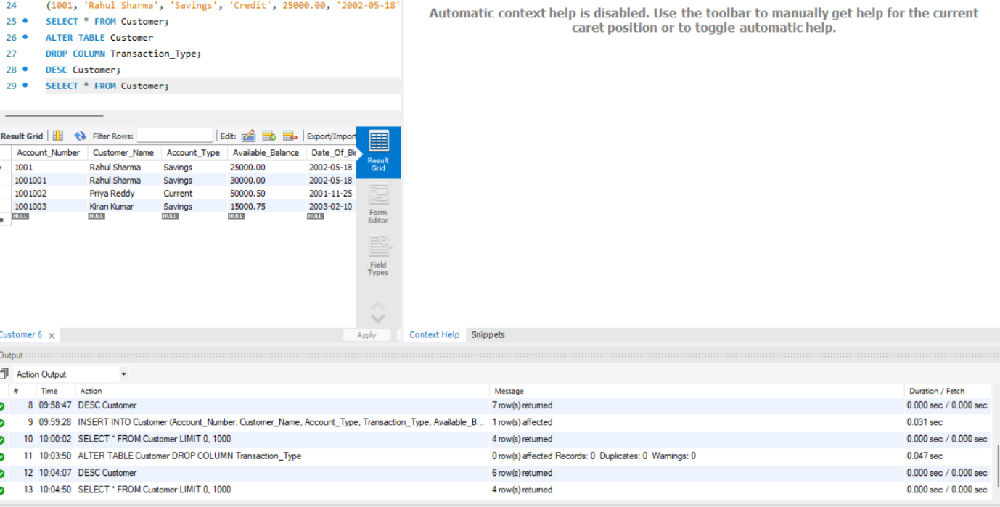 24 (1001, 'Rahul Sharma', 'Savings', 'Credit', 25000.00, '2002-05-18'
25 SELECT * FROM Customer;
26 ALTER TABLE Customer
27 DROP COLUMN Transaction_Type;
28 DESC Customer;
29 SELECT * FROM Customer;
Automatic context help is disabled. Use the toolbar to manually get help for the current
caret position or to toggle automatic help.
Result Grid Filter Rows: Edit: Export/Import
Account_Number Customer_Name Account_Type Available_Balance Date_Of_Bir
1001 Rahul Sharma Savings 25000.00 2002-05-18
1001001 Rahul Sharma Savings 30000.00 2002-05-18
1001002 Priya Reddy Current 50000.50 2001-11-25
1001003 Kiran Kumar Savings 15000.75 2003-02-10
NULL NULL NULL NULL NULL
Result
Grid
Form
Editor
Field
Types
Customer 6 Apply Context Help Snippets
Output
Action Output
# Time Action Message Duration / Fetch
8 09:58:47 DESC Customer 7 row(s) returned 0.000 sec / 0.000 sec
9 09:59:28 INSERT INTO Customer (Account_Number, Customer_Name, Account_Type, Transaction_Type, Available_B... 1 row(s) affected 0.031 sec
10 10:00:02 SELECT * FROM Customer LIMIT 0, 1000 4 row(s) returned 0.000 sec / 0.000 sec
11 10:03:50 ALTER TABLE Customer DROP COLUMN Transaction_Type 0 row(s) affected Records: 0 Duplicates: 0 Warnings: 0 0.047 sec
12 10:04:07 DESC Customer 6 row(s) returned 0.000 sec / 0.000 sec
13 10:04:50 SELECT * FROM Customer LIMIT 0, 1000 4 row(s) returned 0.000 sec / 0.000 sec